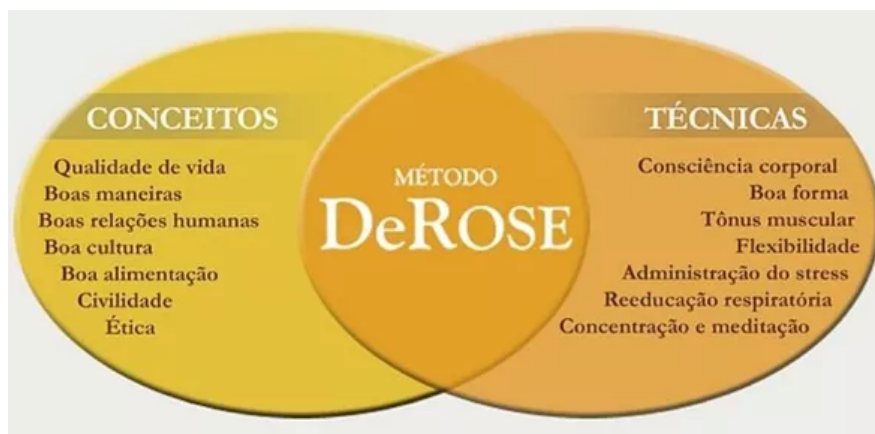 CONCEITOS
Qualidade de vida
Boas maneiras
Boas relações humanas
Boa cultura
Boa alimentação
Civilidade
Ética
MÉTODO
DeROSE
TÉCNICAS
Consciência corporal
Boa forma
Tônus muscular
Flexibilidade
Administração do stress
Reeducação respiratória
Concentração e meditação